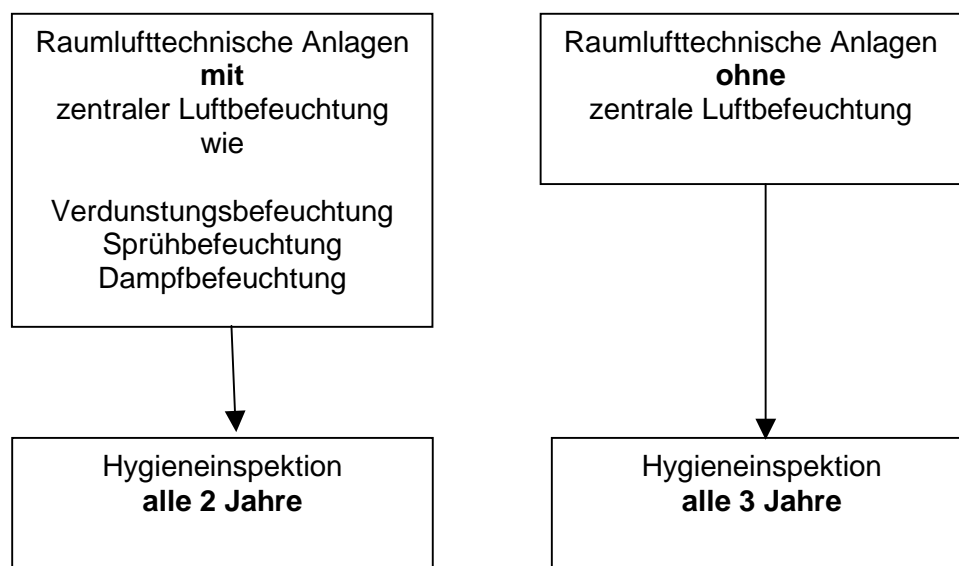 Raumlufttechnische Anlagen
mit
zentraler Luftbefeuchtung
wie
Verdunstungsbefeuchtung
Sprühbefeuchtung
Dampfbefeuchtung
Raumlufttechnische Anlagen
ohne
zentrale Luftbefeuchtung
Hygieneinspektion
alle 2 Jahre
Hygieneinspektion
alle 3 Jahre